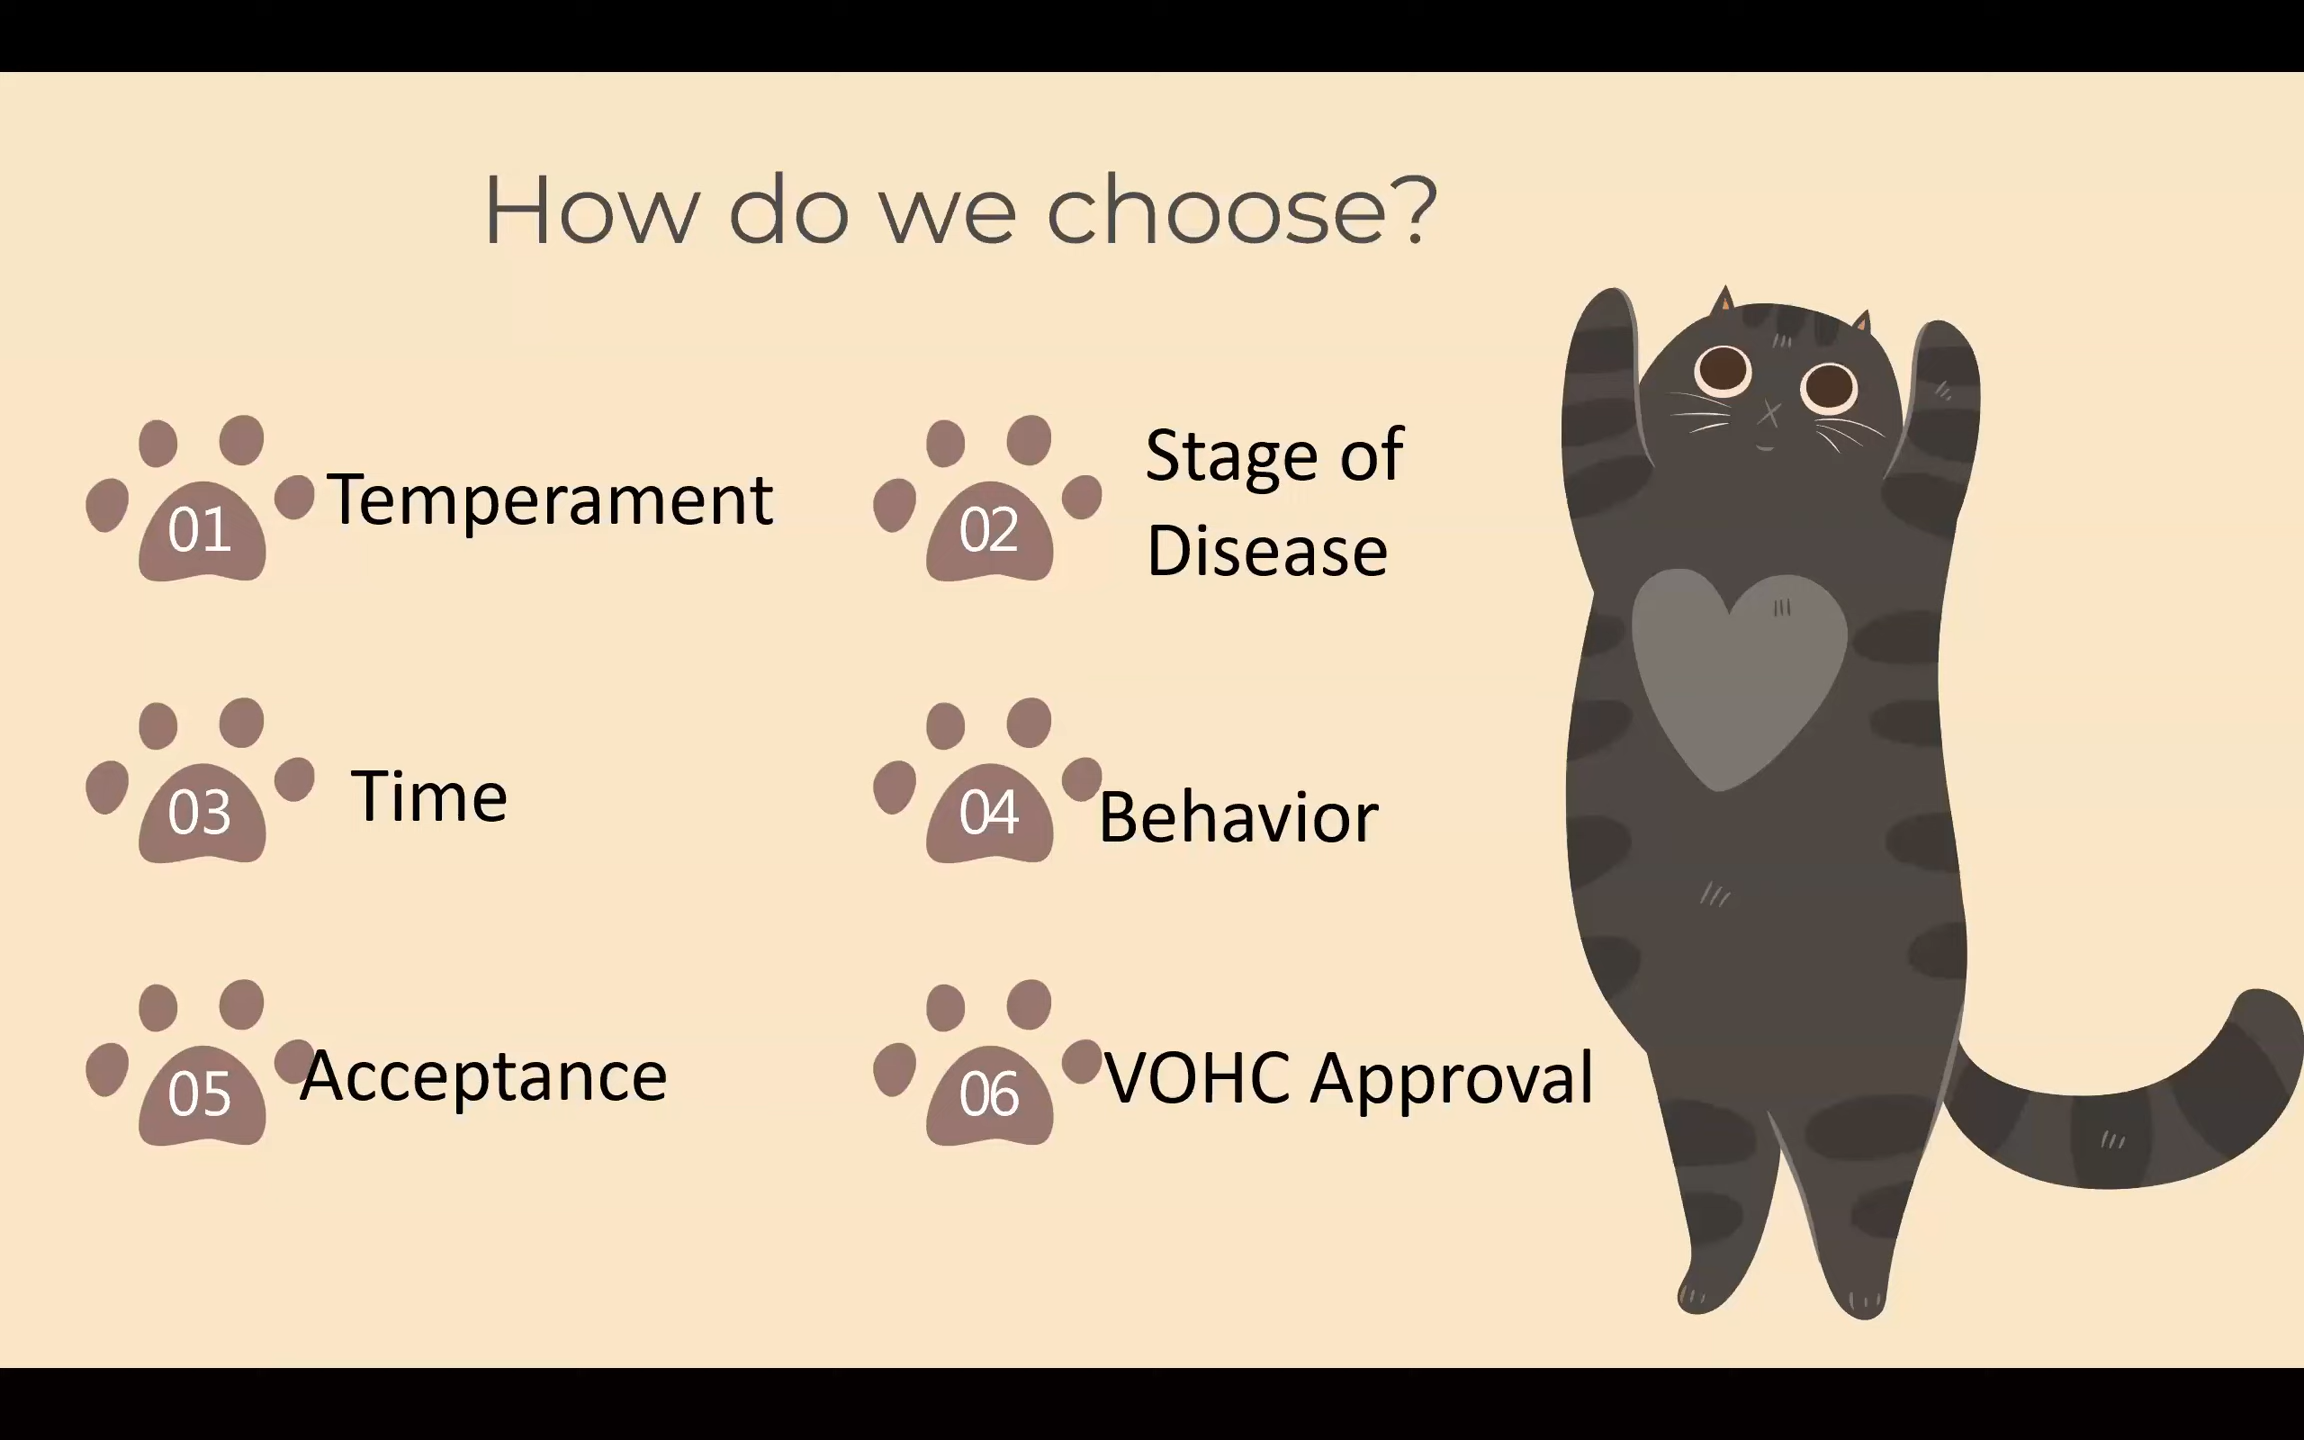 How do we choose?
01 Temperament
02 Stage of
Disease
03 Time
04 Behavior
05 Acceptance
06 VOHC Approval